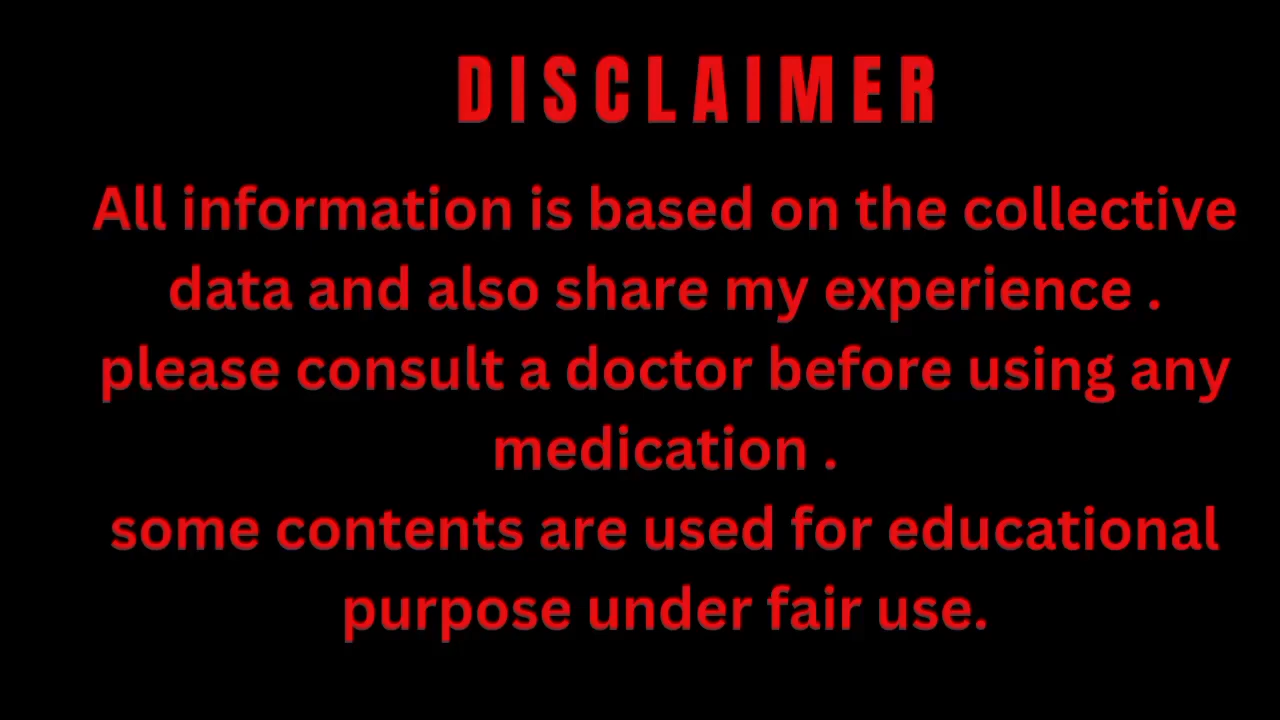 DISCLAIMER
All information is based on the collective
data and also share my experience .
please consult a doctor before using any
medication .
some contents are used for educational
purpose under fair use.